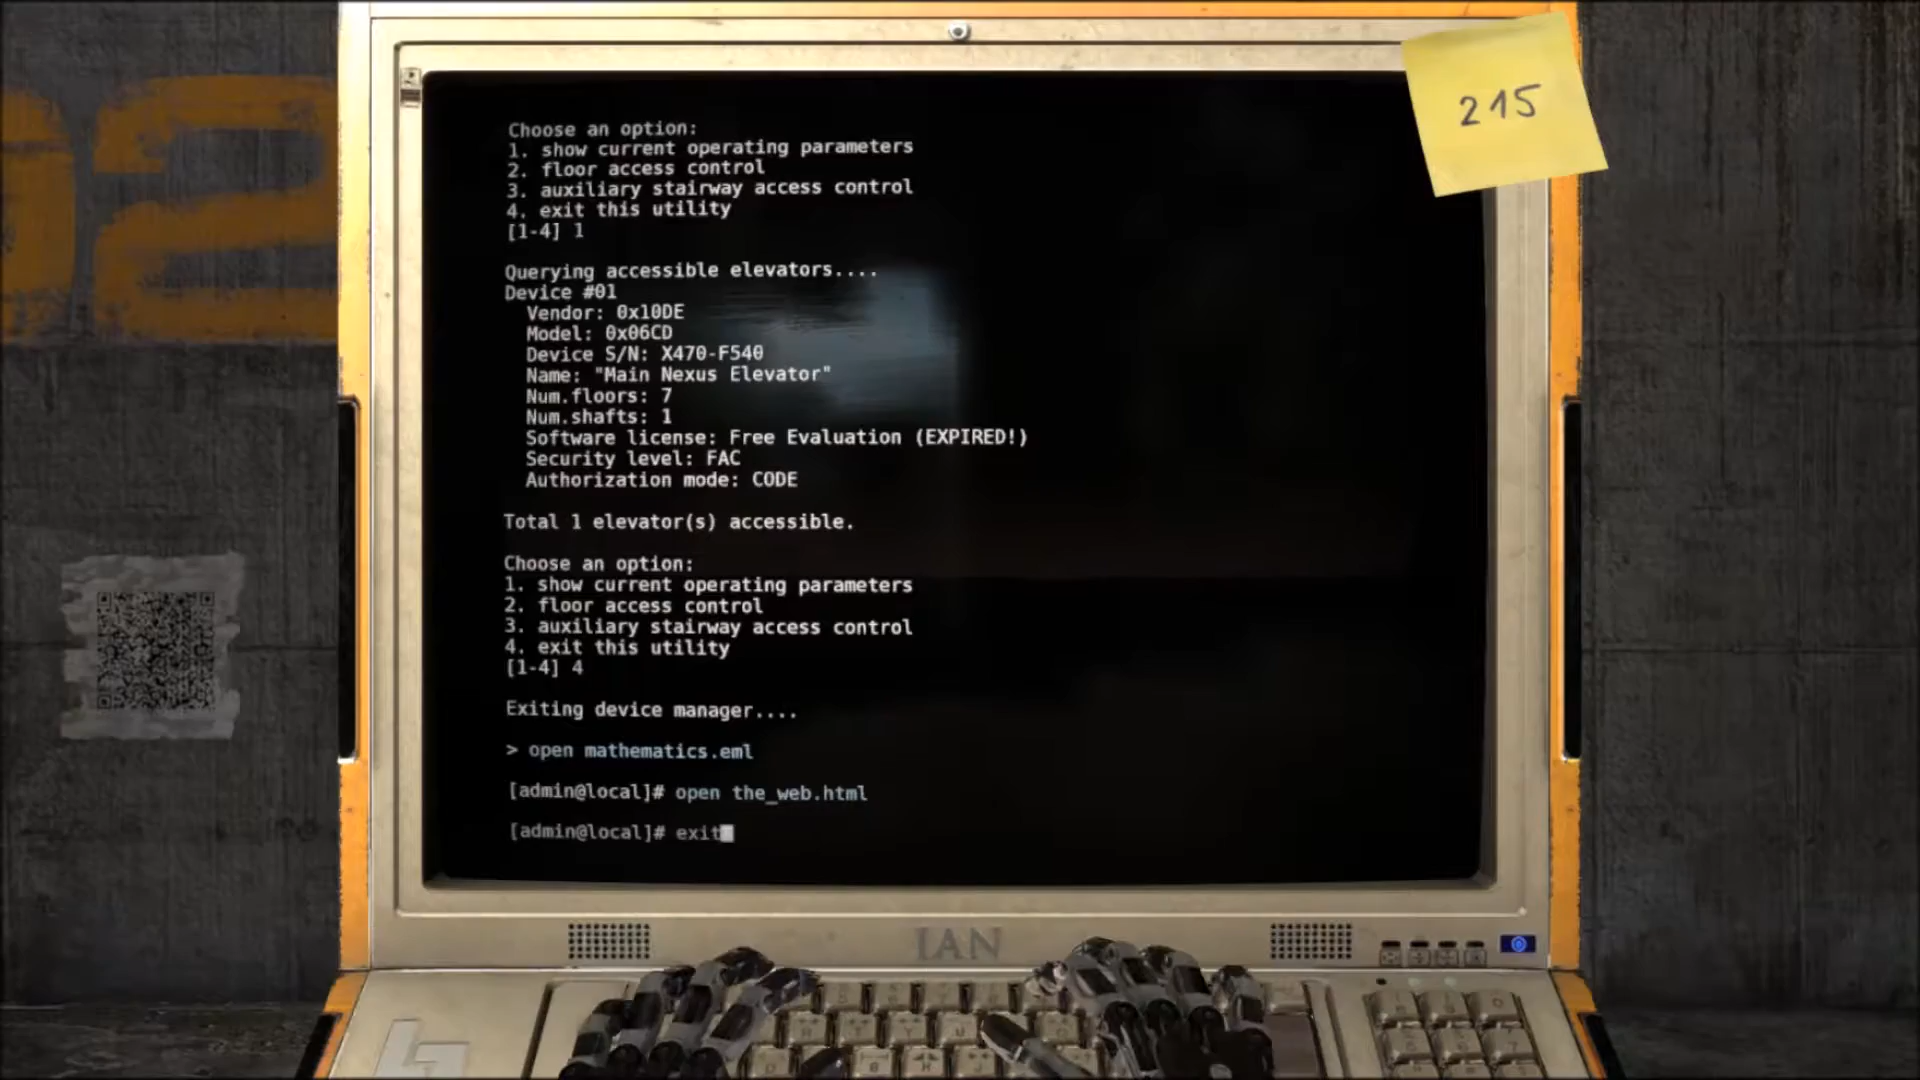 02
215
Choose an option:
1. show current operating parameters
2. floor access control
3. auxiliary stairway access control
4. exit this utility
[1-4] 1
Querying accessible elevators....
Device #01
Vendor: 0x10DE
Model: 0x06CD
Device S/N: X470-F540
Name: "Main Nexus Elevator"
Num.floors: 7
Num.shafts: 1
Software license: Free Evaluation (EXPIRED!)
Security level: FAC
Authorization mode: CODE
Total 1 elevator(s) accessible.
Choose an option:
1. show current operating parameters
2. floor access control
3. auxiliary stairway access control
4. exit this utility
[1-4] 4
Exiting device manager....
> open mathematics.eml
[admin@local]# open the_web.html
[admin@local]# exit
IAN